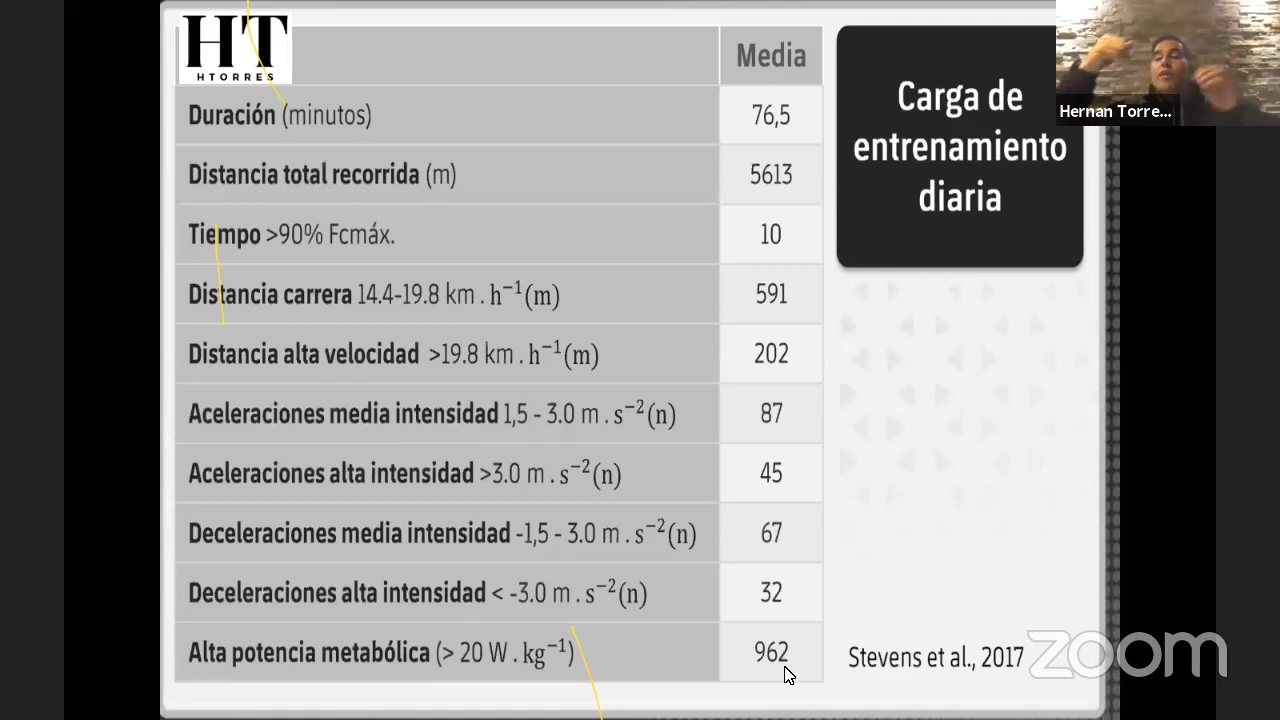 HT
HTORRES
Media
Duración (minutos) 76,5
Distancia total recorrida (m) 5613
Tiempo >90% Fcmáx. 10
Distancia carrera 14.4-19.8 km . h⁻¹(m) 591
Distancia alta velocidad >19.8 km . h⁻¹(m) 202
Aceleraciones media intensidad 1,5 - 3.0 m . s⁻²(n) 87
Aceleraciones alta intensidad >3.0 m . s⁻²(n) 45
Deceleraciones media intensidad -1,5 - 3.0 m . s⁻²(n) 67
Deceleraciones alta intensidad < -3.0 m . s⁻²(n) 32
Alta potencia metabólica (> 20 W . kg⁻¹) 962
Carga de
entrenamiento
diaria
Hernan Torre...
Stevens et al., 2017
zoom